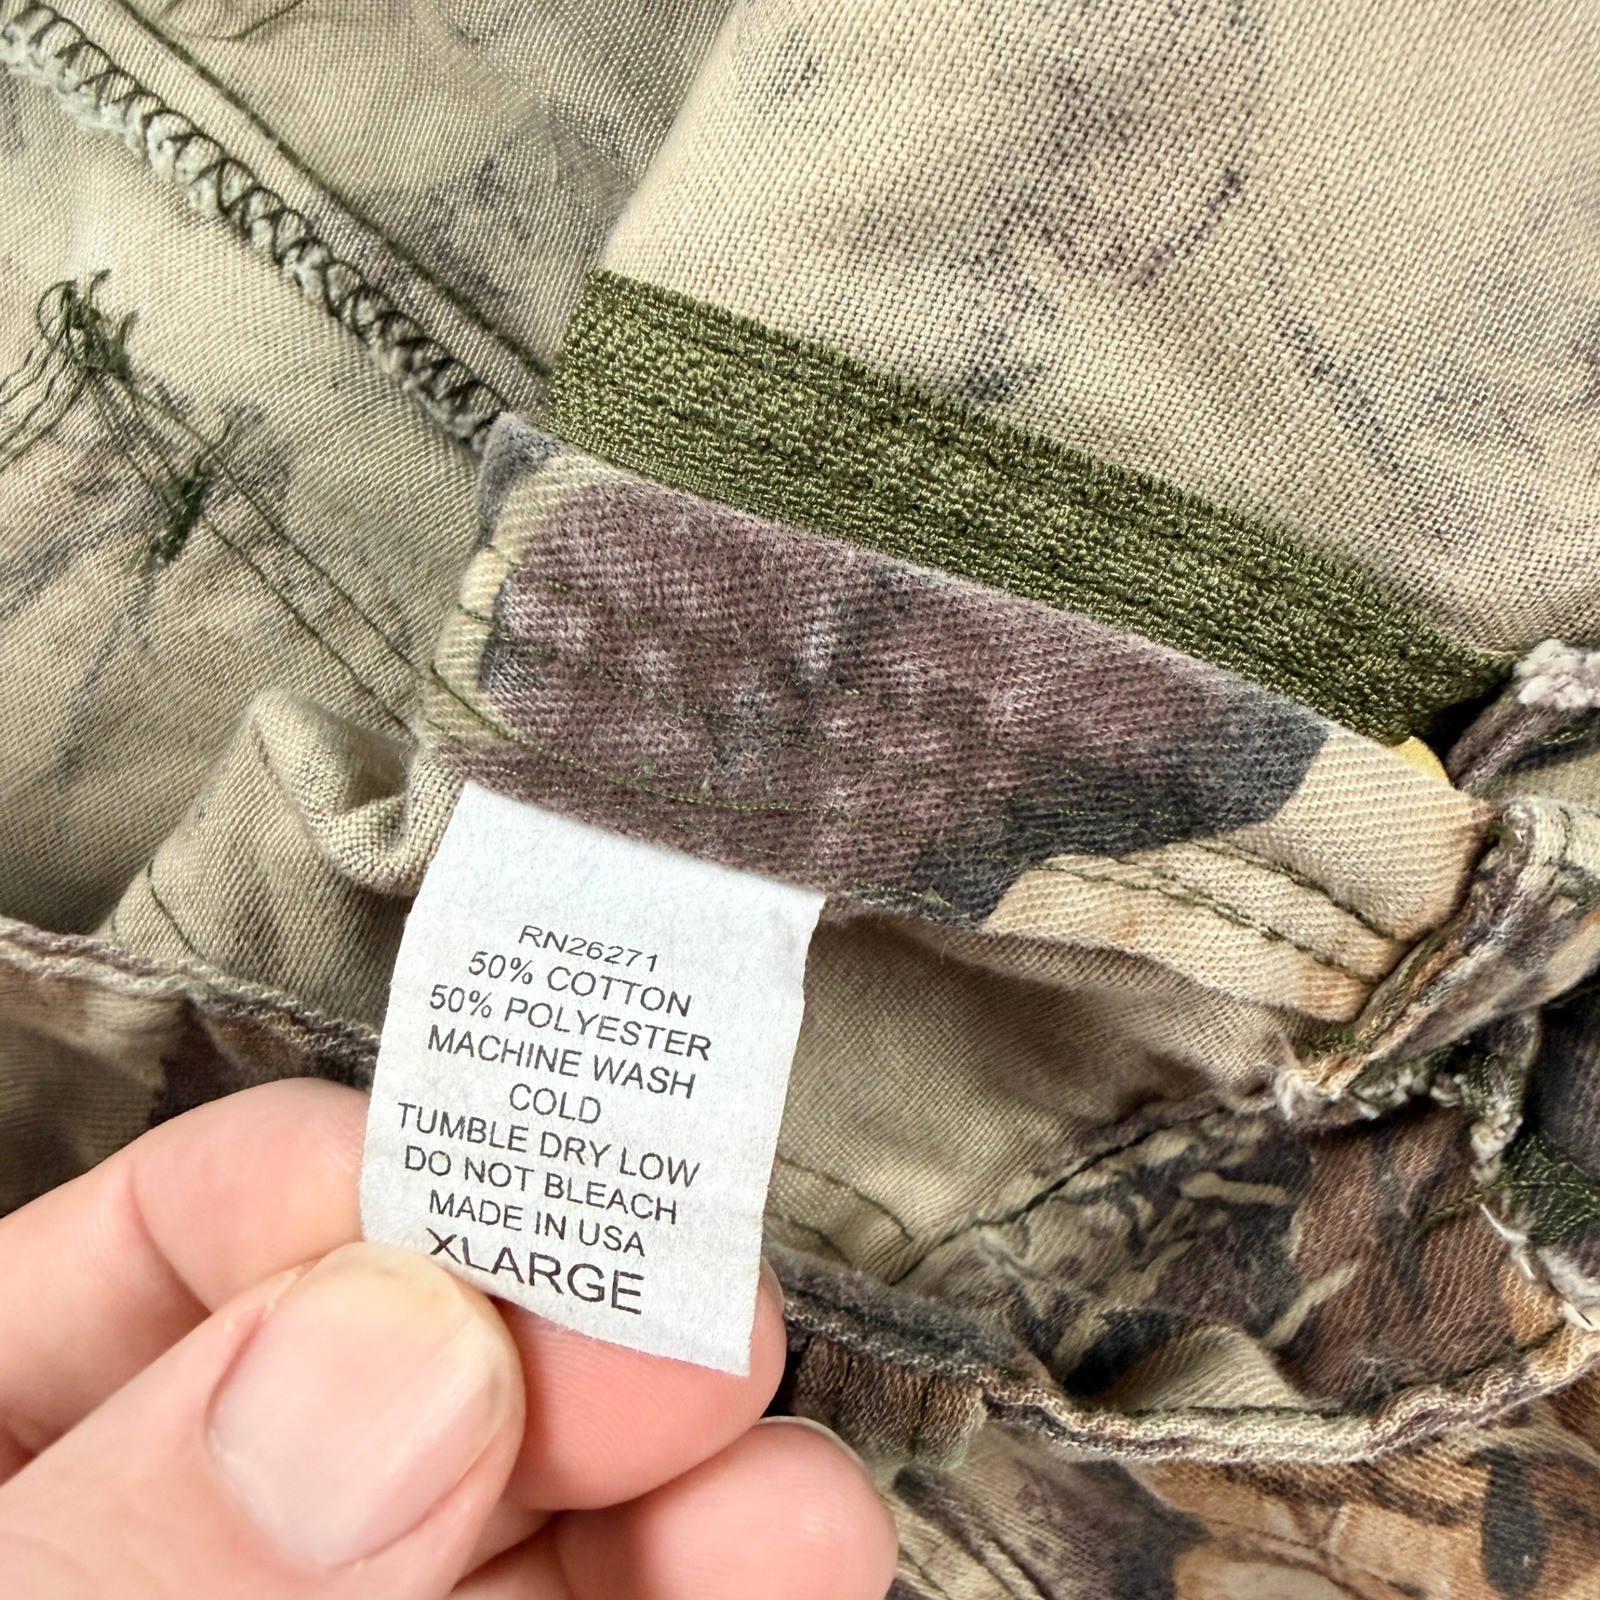 RN26271
50% COTTON
50% POLYESTER
MACHINE WASH
COLD
TUMBLE DRY LOW
DO NOT BLEACH
MADE IN USA
XLARGE